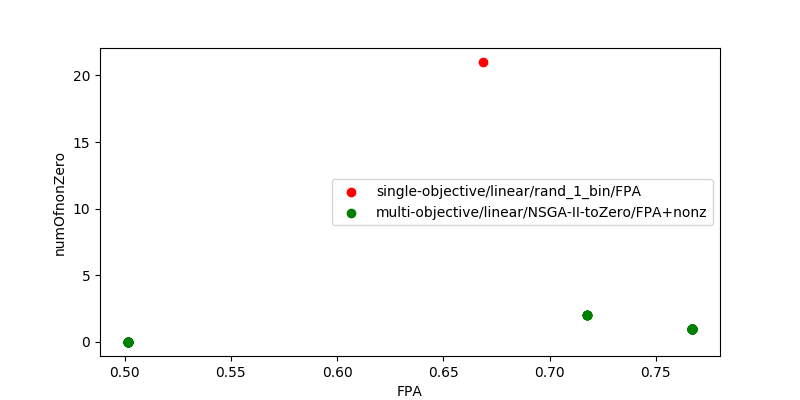 20
15
10
5
0
numOfnonZero
single-objective/linear/rand_1_bin/FPA
multi-objective/linear/NSGA-II-toZero/FPA+nonz
0.50 0.55 0.60 0.65 0.70 0.75
FPA